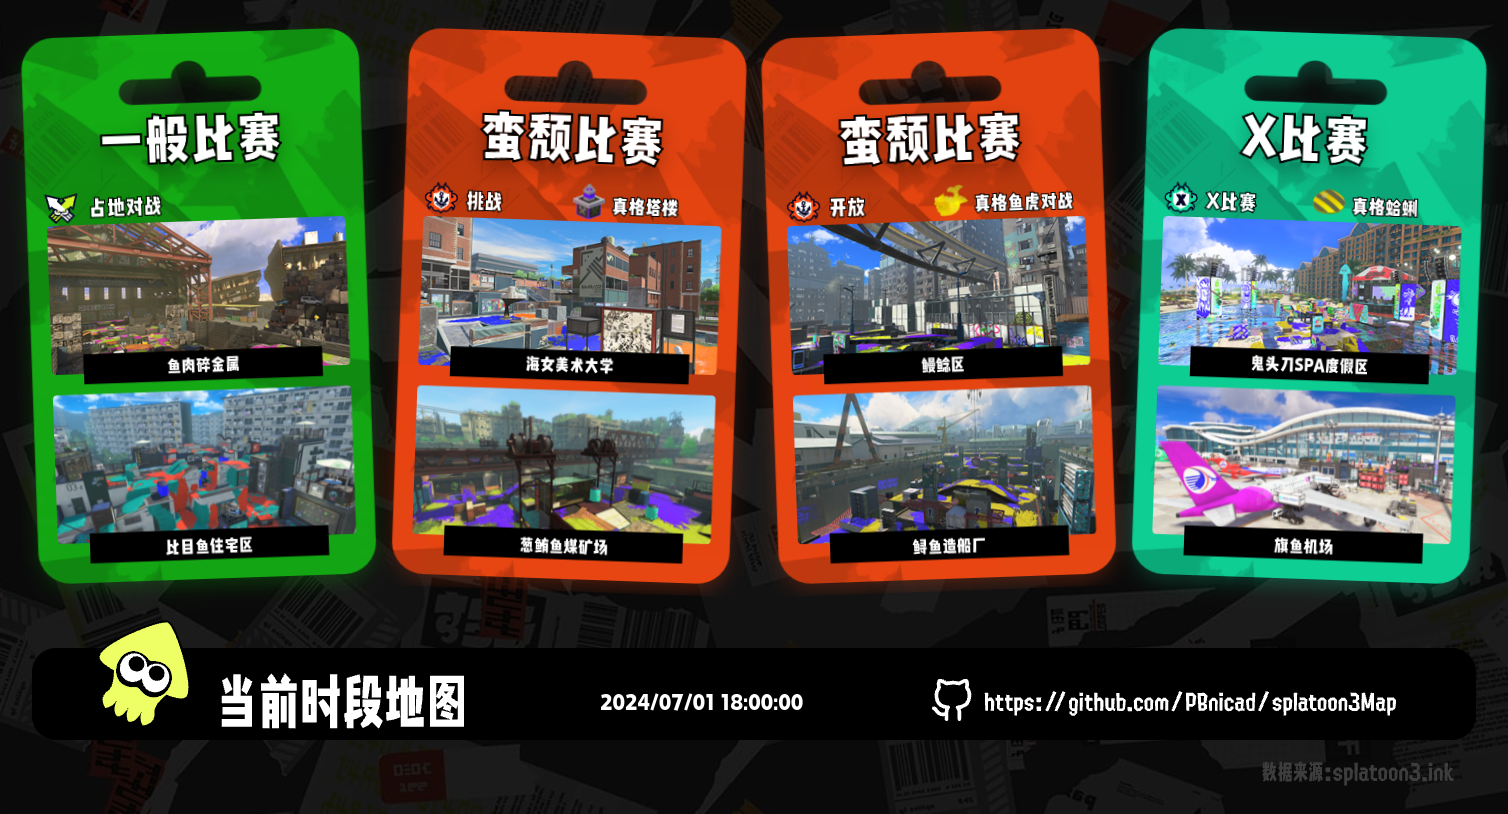 一般比赛
占地对战
鱼肉碎金属
比目鱼住宅区
蛮颓比赛
挑战
真格塔楼
海女美术大学
葱鲔鱼煤矿场
蛮颓比赛
开放
真格鱼虎对战
鳗鲶区
鲟鱼造船厂
X比赛
X比赛
真格蛤蜊
鬼头刀SPA度假区
旗鱼机场
当前时段地图
2024/07/01 18:00:00
https://github.com/PBnicad/splatoon3Map
数据来源:splatoon3.ink